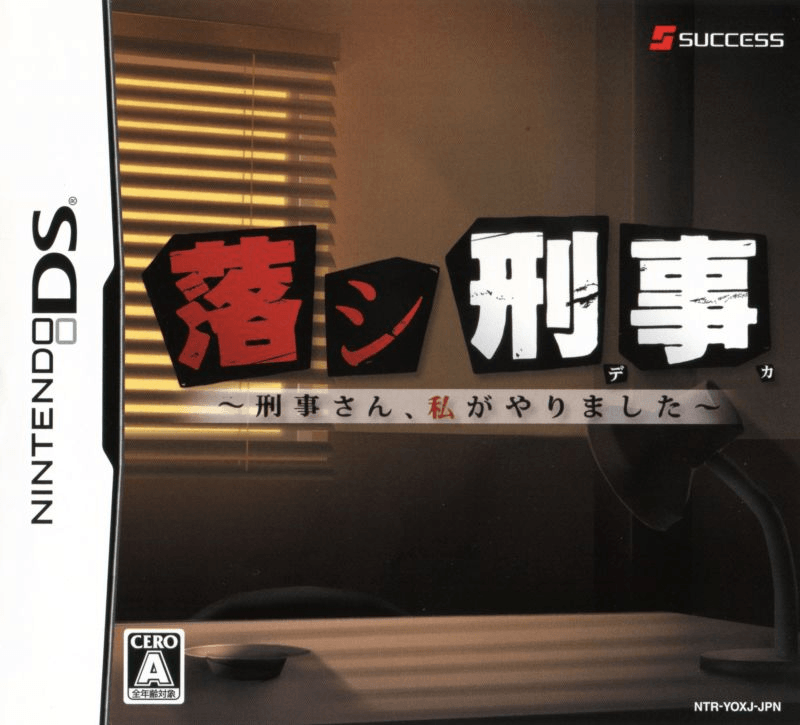 SUCCESS
NINTENDO DS®
落シ刑事
デカ
～刑事さん、私がやりました～
CERO
A
全年齢対象
NTR-YOXJ-JPN